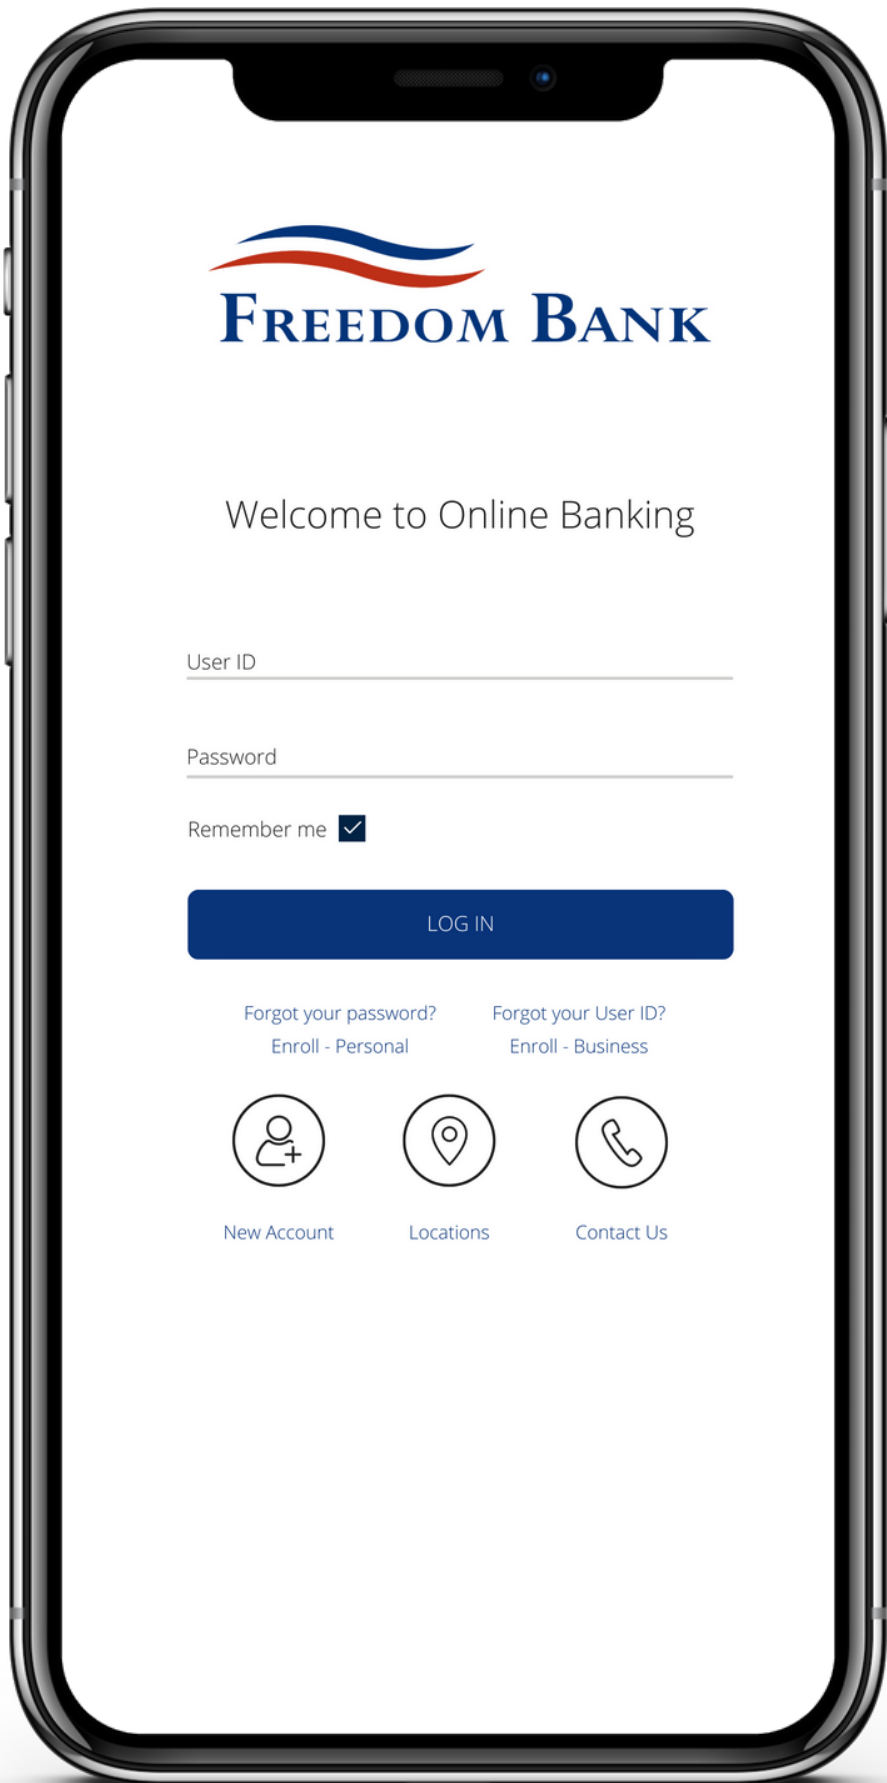 FREEDOM BANK
Welcome to Online Banking
User ID
Password
Remember me
LOG IN
Forgot your password? Forgot your User ID?
Enroll - Personal Enroll - Business
New Account Locations Contact Us